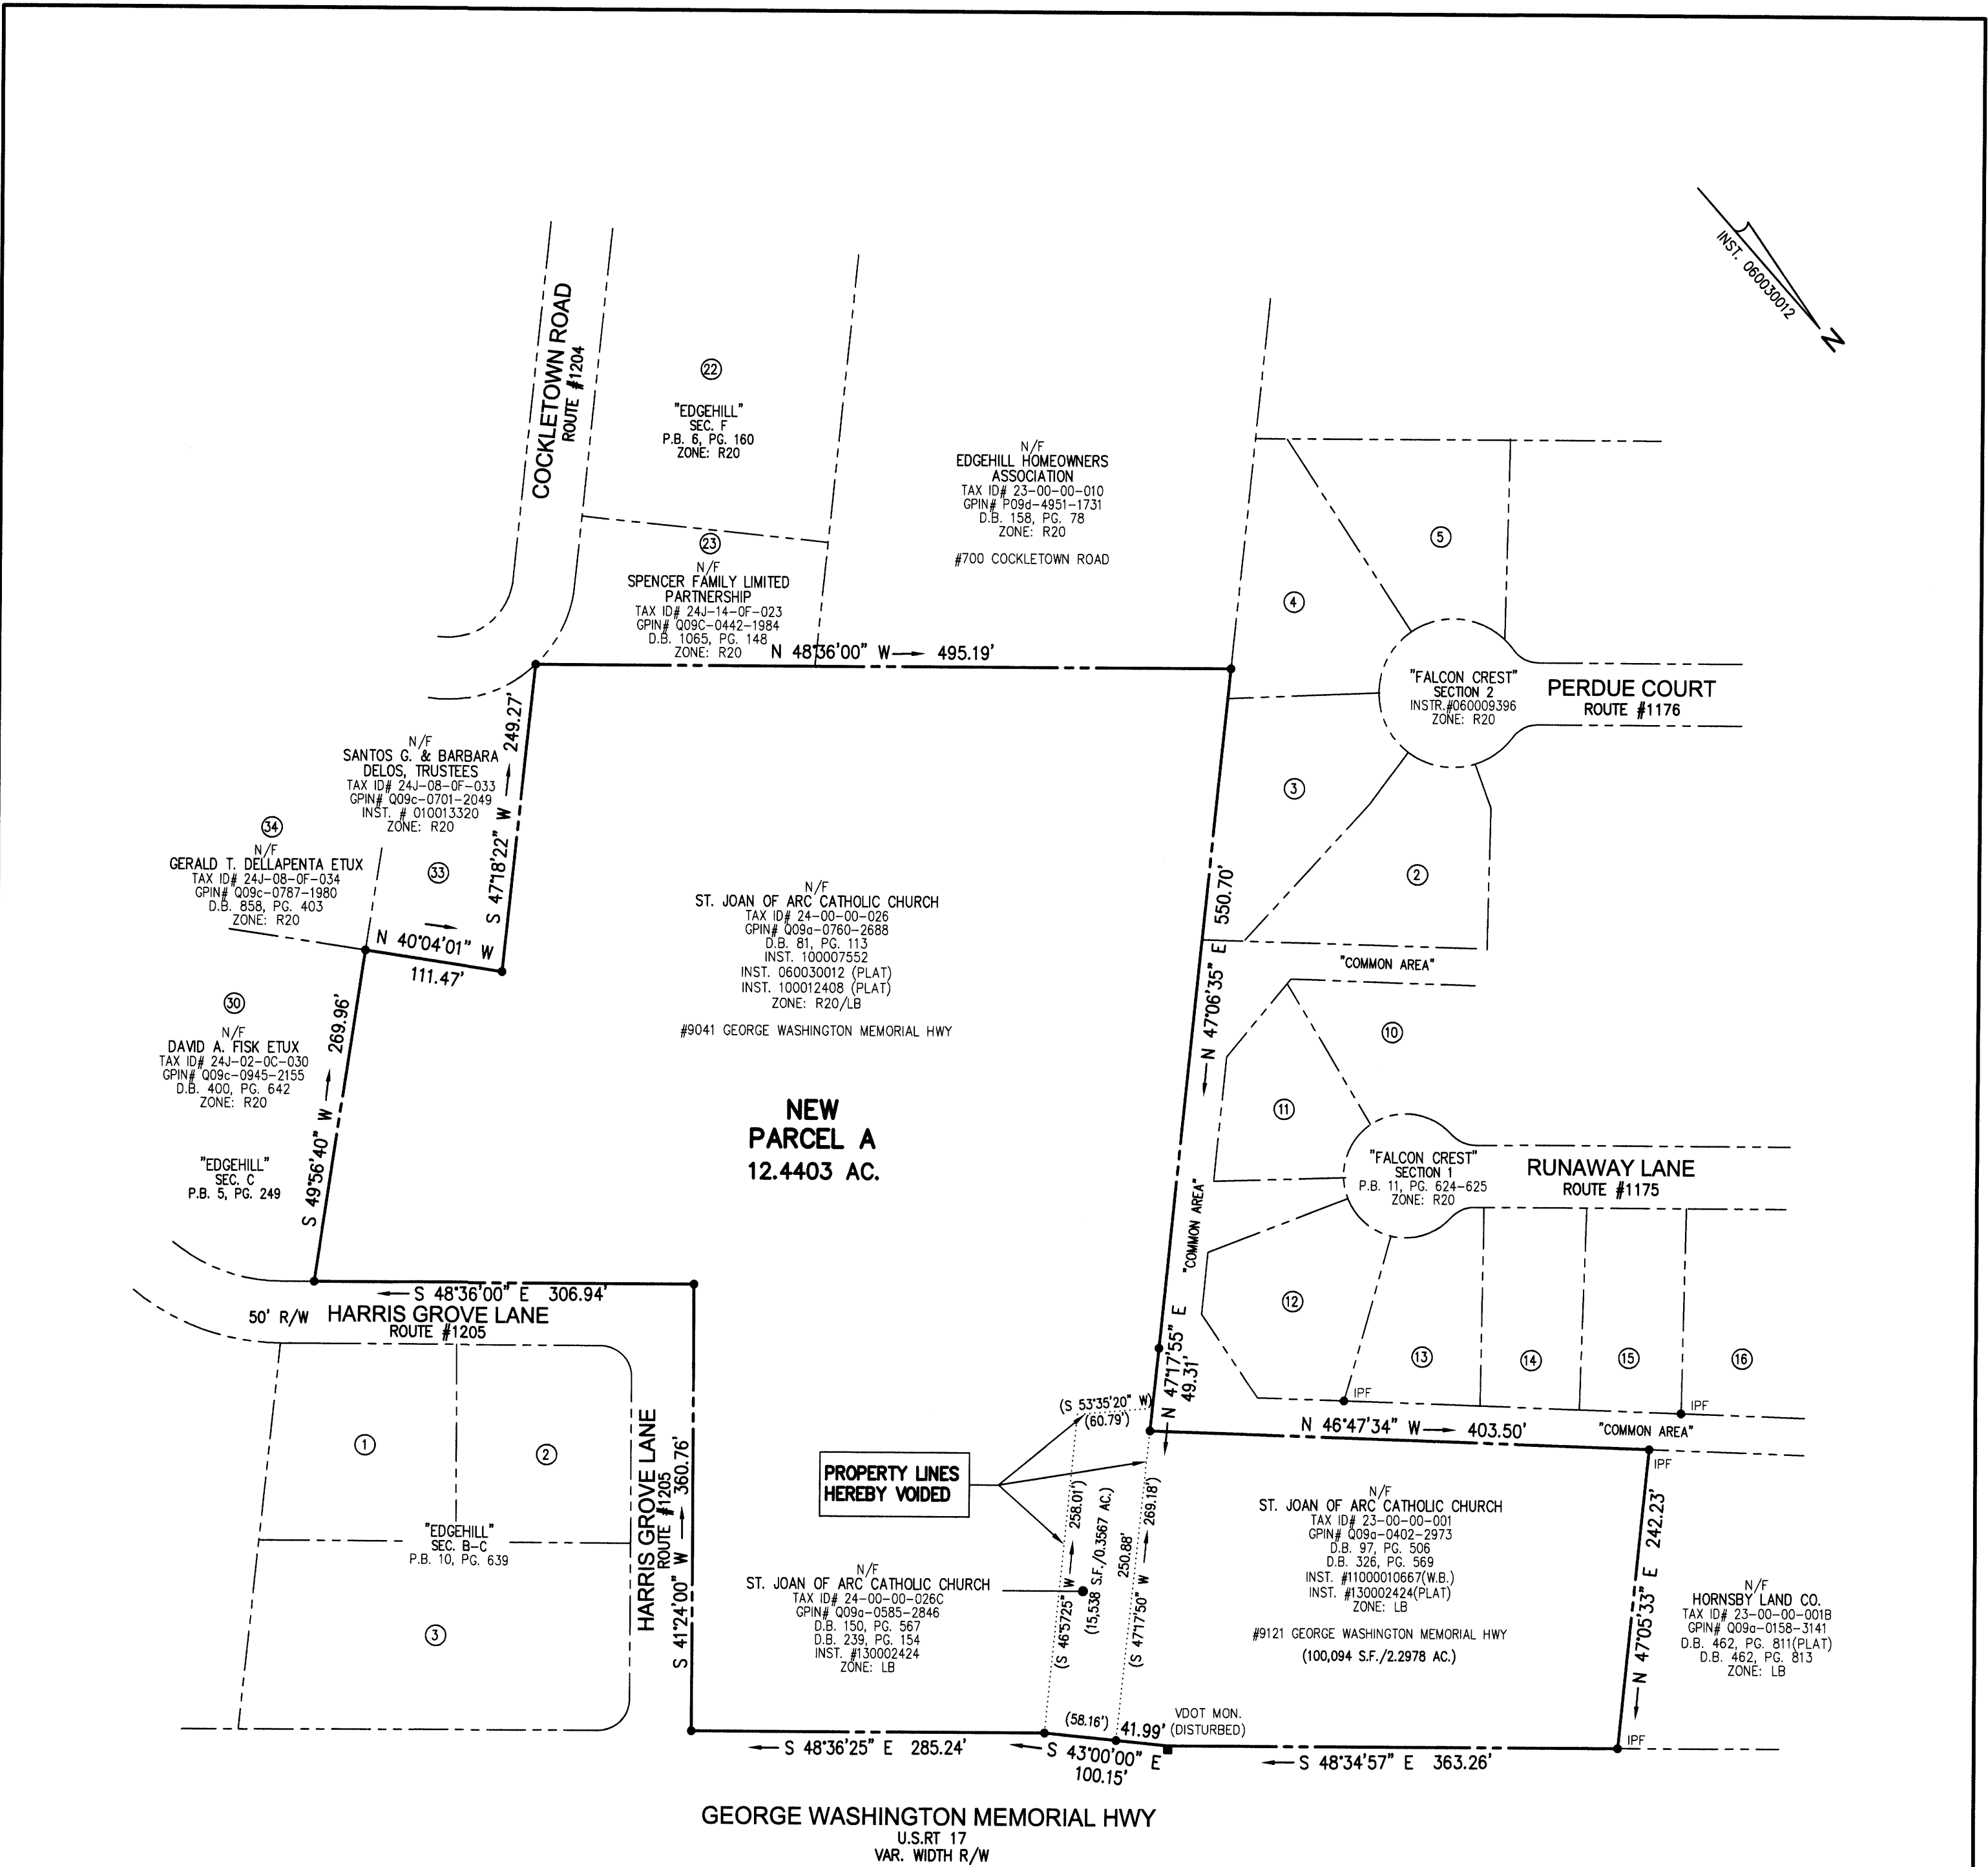 INST. 060030012
N
COCKLETOWN ROAD
ROUTE #1204
22
"EDGEHILL"
SEC. F
P.B. 6, PG. 160
ZONE: R20
23
N/F
SPENCER FAMILY LIMITED
PARTNERSHIP
TAX ID# 24J-14-0F-023
GPIN# Q09C-0442-1984
D.B. 1065, PG. 148
ZONE: R20
N/F
EDGEHILL HOMEOWNERS
ASSOCIATION
TAX ID# 23-00-00-010
GPIN# P09d-4951-1731
D.B. 158, PG. 78
ZONE: R20
#700 COCKLETOWN ROAD
N 48°36'00" W 495.19'
5
4
"FALCON CREST"
SECTION 2
INSTR.#060009396
ZONE: R20
PERDUE COURT
ROUTE #1176
3
2
"COMMON AREA"
N/F
SANTOS G. & BARBARA
DELOS, TRUSTEES
TAX ID# 24J-08-0F-033
GPIN# Q09c-0701-2049
INST. # 010013320
ZONE: R20
33
S 47°18'22" W 249.27'
34
N/F
GERALD T. DELLAPENTA ETUX
TAX ID# 24J-08-0F-034
GPIN# Q09c-0787-1980
D.B. 858, PG. 403
ZONE: R20
N 40°04'01" W
111.47'
30
N/F
DAVID A. FISK ETUX
TAX ID# 24J-02-0C-030
GPIN# Q09c-0945-2155
D.B. 400, PG. 642
ZONE: R20
"EDGEHILL"
SEC. C
P.B. 5, PG. 249
S 49°56'40" W 269.96'
N/F
ST. JOAN OF ARC CATHOLIC CHURCH
TAX ID# 24-00-00-026
GPIN# Q09a-0760-2688
D.B. 81, PG. 113
INST. 100007552
INST. 060030012 (PLAT)
INST. 100012408 (PLAT)
ZONE: R20/LB
#9041 GEORGE WASHINGTON MEMORIAL HWY
NEW
PARCEL A
12.4403 AC.
N 47°06'35" E 550.70'
"COMMON AREA"
10
11
"FALCON CREST"
SECTION 1
P.B. 11, PG. 624-625
ZONE: R20
RUNAWAY LANE
ROUTE #1175
12
13
14
15
16
IPF
IPF
"COMMON AREA"
N 47°17'55" E
49.31'
N 46°47'34" W 403.50'
IPF
S 48°36'00" E 306.94'
50' R/W HARRIS GROVE LANE
ROUTE #1205
1
2
"EDGEHILL"
SEC. B-C
P.B. 10, PG. 639
3
HARRIS GROVE LANE
ROUTE #1205
S 41°24'00" W 360.76'
PROPERTY LINES
HEREBY VOIDED
(S 53°35'20" W)
(60.79')
(S 46°57'25" W 258.01')
(15,538 S.F./0.3567 AC.)
250.88'
(S 47°17'50" W 269.18')
N/F
ST. JOAN OF ARC CATHOLIC CHURCH
TAX ID# 24-00-00-026C
GPIN# Q09a-0585-2846
D.B. 150, PG. 567
D.B. 239, PG. 154
INST. #130002424
ZONE: LB
N/F
ST. JOAN OF ARC CATHOLIC CHURCH
TAX ID# 23-00-00-001
GPIN# Q09a-0402-2973
D.B. 97, PG. 506
D.B. 326, PG. 569
INST. #11000010667(W.B.)
INST. #130002424(PLAT)
ZONE: LB
#9121 GEORGE WASHINGTON MEMORIAL HWY
(100,094 S.F./2.2978 AC.)
N 47°05'33" E 242.23'
N/F
HORNSBY LAND CO.
TAX ID# 23-00-00-001B
GPIN# Q09a-0158-3141
D.B. 462, PG. 811(PLAT)
D.B. 462, PG. 813
ZONE: LB
IPF
(58.16')
41.99'
VDOT MON.
(DISTURBED)
S 48°36'25" E 285.24'
S 43°00'00" E
100.15'
S 48°34'57" E 363.26'
GEORGE WASHINGTON MEMORIAL HWY
U.S.RT 17
VAR. WIDTH R/W